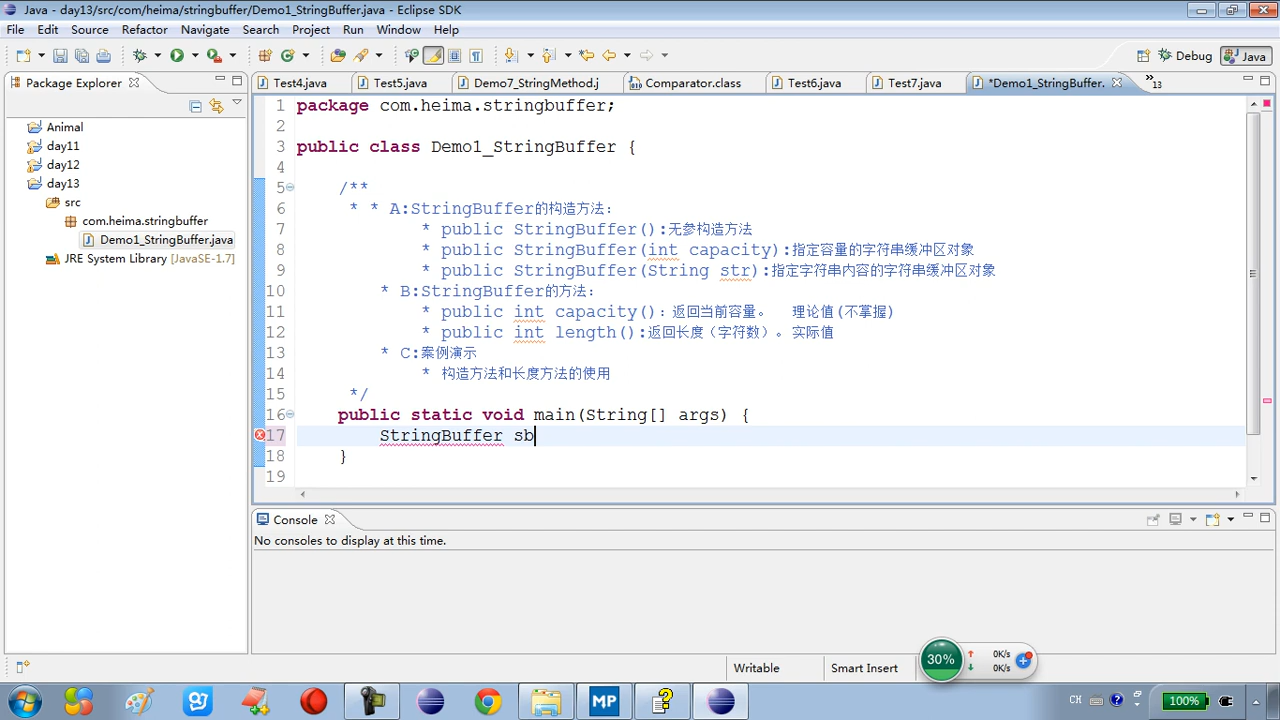 Java - day13/src/com/heima/stringbuffer/Demo1_StringBuffer.java - Eclipse SDK
File Edit Source Refactor Navigate Search Project Run Window Help
Debug Java
Package Explorer
Test4.java Test5.java Demo7_StringMethod.j Comparator.class Test6.java Test7.java *Demo1_StringBuffer. »13
Animal
day11
day12
day13
src
com.heima.stringbuffer
Demo1_StringBuffer.java
JRE System Library [JavaSE-1.7]
1 package com.heima.stringbuffer;
2
3 public class Demo1_StringBuffer {
4
5 /**
6 * * A:StringBuffer的构造方法:
7 * public StringBuffer():无参构造方法
8 * public StringBuffer(int capacity):指定容量的字符串缓冲区对象
9 * public StringBuffer(String str):指定字符串内容的字符串缓冲区对象
10 * B:StringBuffer的方法:
11 * public int capacity()：返回当前容量。 理论值(不掌握)
12 * public int length():返回长度（字符数）。实际值
13 * C:案例演示
14 * 构造方法和长度方法的使用
15 */
16 public static void main(String[] args) {
17 StringBuffer sb
18 }
19
Console
No consoles to display at this time.
Writable Smart Insert
30% 0K/s
0K/s
MP CH 100%